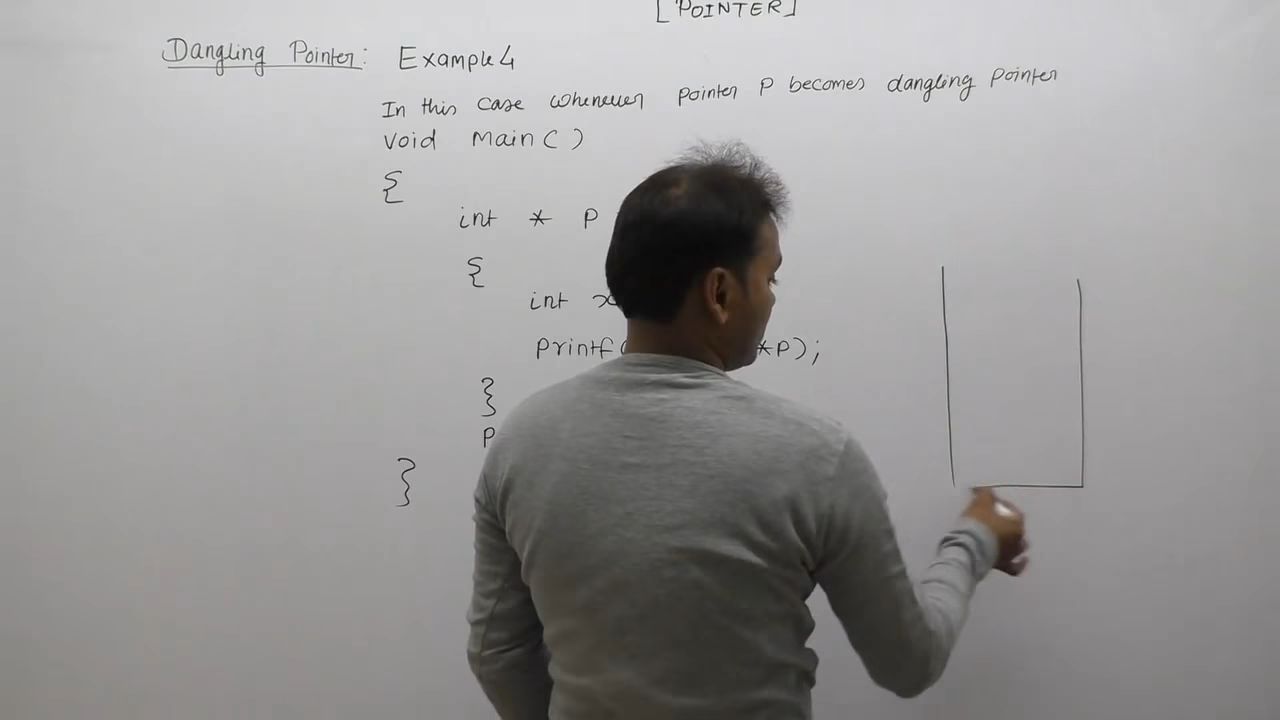 [POINTER]
Dangling Pointer: Example 4
In this case whenever pointer P becomes dangling pointer
void main( )
{
int * P
{
int x
printf( *P);
}
P
}